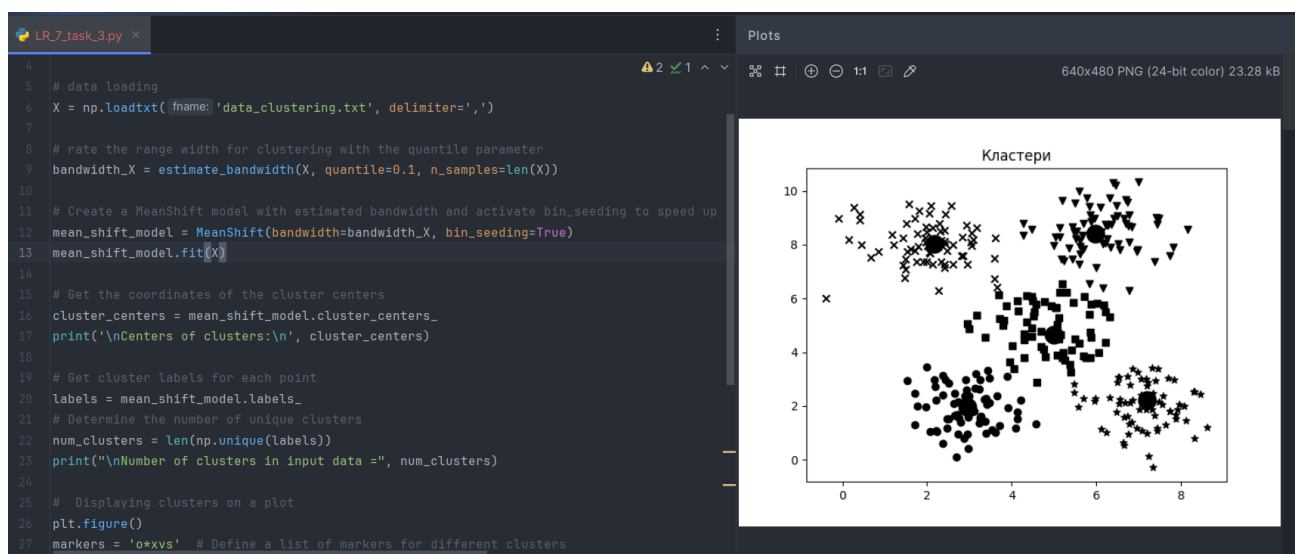 LR_7_task_3.py
Plots
2 1
1:1
640x480 PNG (24-bit color) 23.28 kB
4
5 # data loading
6 X = np.loadtxt( fname: 'data_clustering.txt', delimiter=',')
7
8 # rate the range width for clustering with the quantile parameter
9 bandwidth_X = estimate_bandwidth(X, quantile=0.1, n_samples=len(X))
10
11 # Create a MeanShift model with estimated bandwidth and activate bin_seeding to speed up
12 mean_shift_model = MeanShift(bandwidth=bandwidth_X, bin_seeding=True)
13 mean_shift_model.fit(X)
14
15 # Get the coordinates of the cluster centers
16 cluster_centers = mean_shift_model.cluster_centers_
17 print('\nCenters of clusters:\n', cluster_centers)
18
19 # Get cluster labels for each point
20 labels = mean_shift_model.labels_
21 # Determine the number of unique clusters
22 num_clusters = len(np.unique(labels))
23 print("\nNumber of clusters in input data =", num_clusters)
24
25 #  Displaying clusters on a plot
26 plt.figure()
27 markers = 'o*xvs'  # Define a list of markers for different clusters
Кластери
10
8
6
4
2
0
0 2 4 6 8